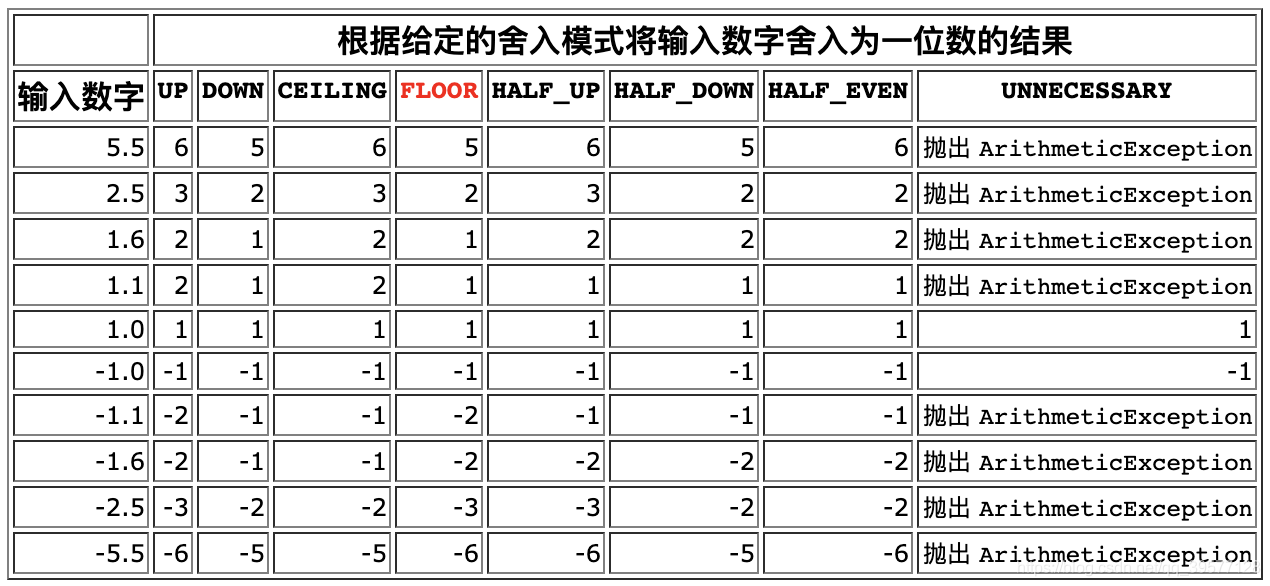 根据给定的舍入模式将输入数字舍入为一位数的结果
输入数字 UP DOWN CEILING FLOOR HALF_UP HALF_DOWN HALF_EVEN UNNECESSARY
5.5 6 5 6 5 6 5 6 抛出 ArithmeticException
2.5 3 2 3 2 3 2 2 抛出 ArithmeticException
1.6 2 1 2 1 2 2 2 抛出 ArithmeticException
1.1 2 1 2 1 1 1 1 抛出 ArithmeticException
1.0 1 1 1 1 1 1 1 1
-1.0 -1 -1 -1 -1 -1 -1 -1 -1
-1.1 -2 -1 -1 -2 -1 -1 -1 抛出 ArithmeticException
-1.6 -2 -1 -1 -2 -2 -2 -2 抛出 ArithmeticException
-2.5 -3 -2 -2 -3 -3 -2 -2 抛出 ArithmeticException
-5.5 -6 -5 -5 -6 -6 -5 -6 抛出 ArithmeticException